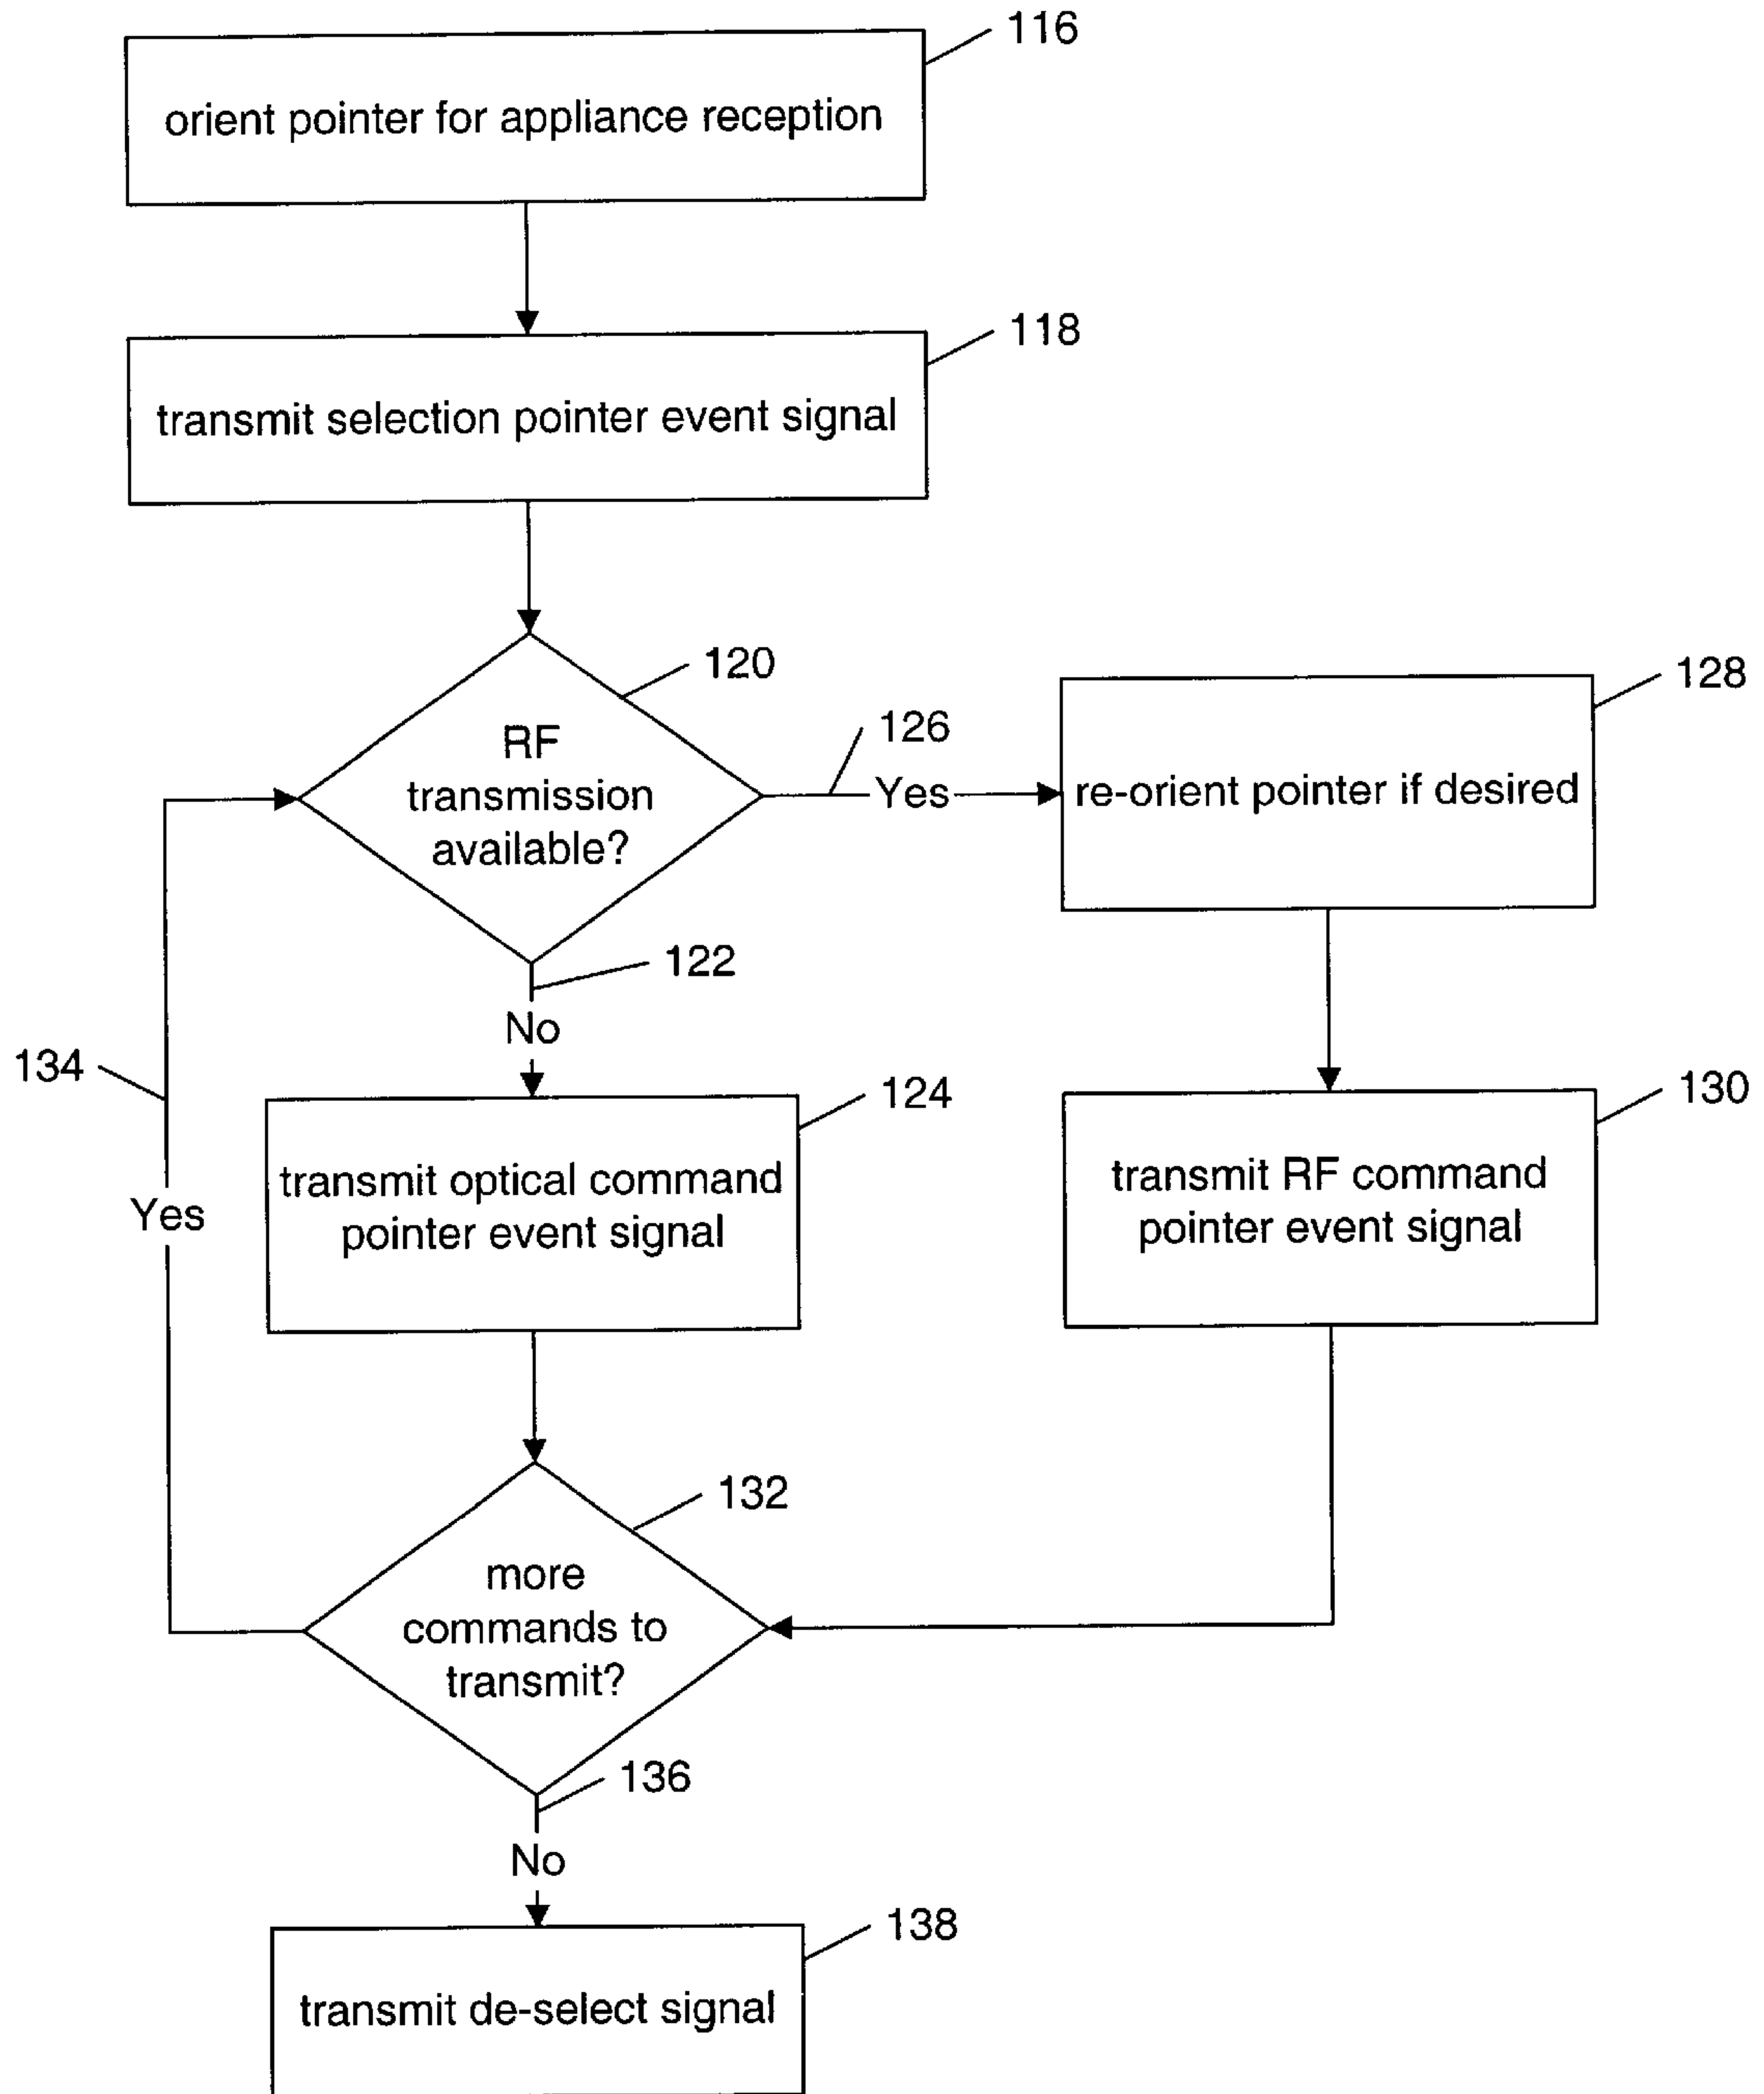 116
orient pointer for appliance reception
118
transmit selection pointer event signal
120
RF
transmission
available?
126
Yes
128
re-orient pointer if desired
122
No
134
Yes
124
transmit optical command
pointer event signal
130
transmit RF command
pointer event signal
132
more
commands to
transmit?
136
No
138
transmit de-select signal